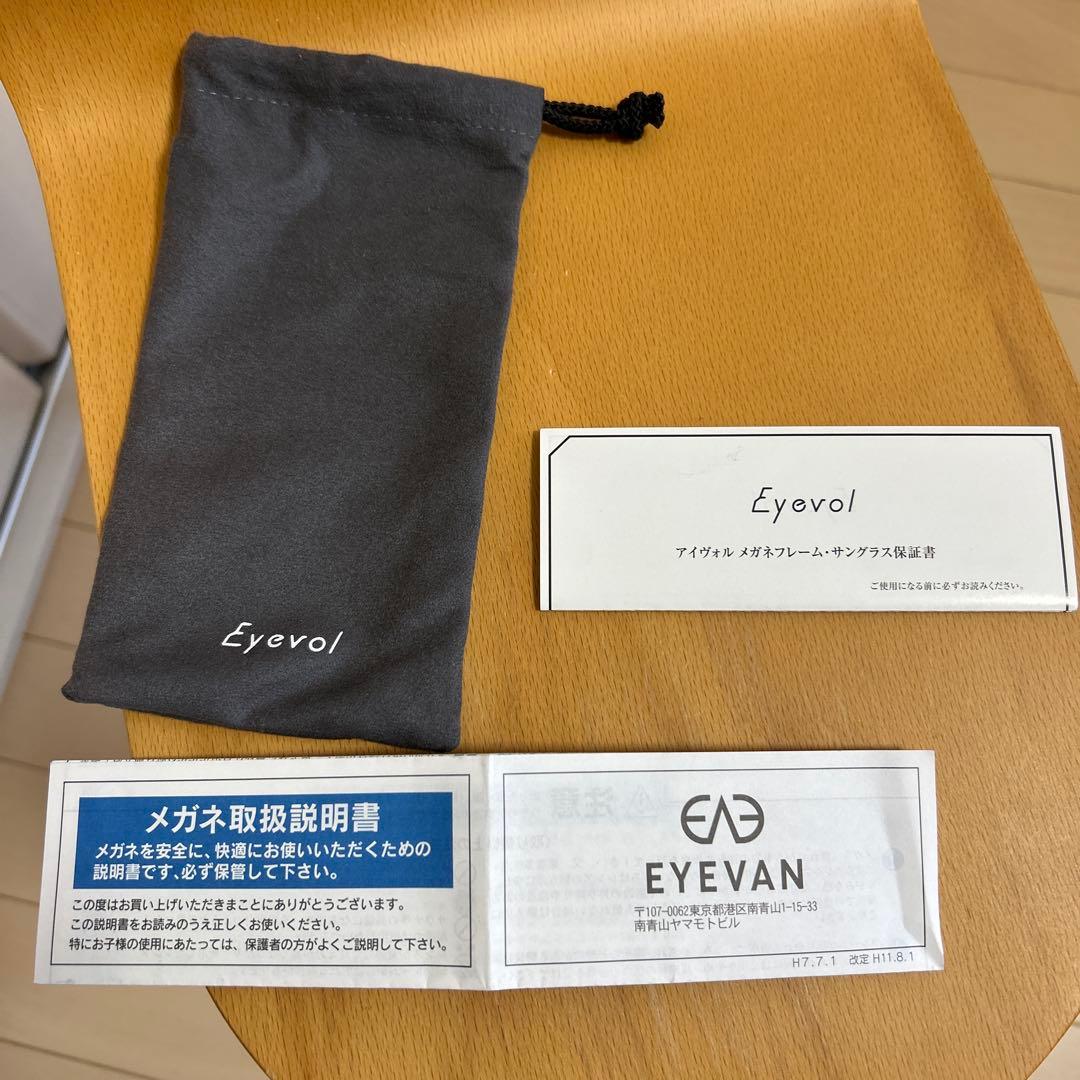 Eyevol
Eyevol
アイヴォル メガネフレーム・サングラス保証書
ご使用になる前に必ずお読みください。
メガネ取扱説明書
メガネを安全に、快適にお使いいただくための
説明書です、必ず保管して下さい。
この度はお買い上げいただきまことにありがとうございます。
この説明書をお読みのうえ正しくお使いください。
特にお子様の使用にあたっては、保護者の方がよくご説明して下さい。
EYEVAN
〒107-0062東京都港区南青山1-15-33
南青山ヤマモトビル
H7.7.1 改定 H11.8.1